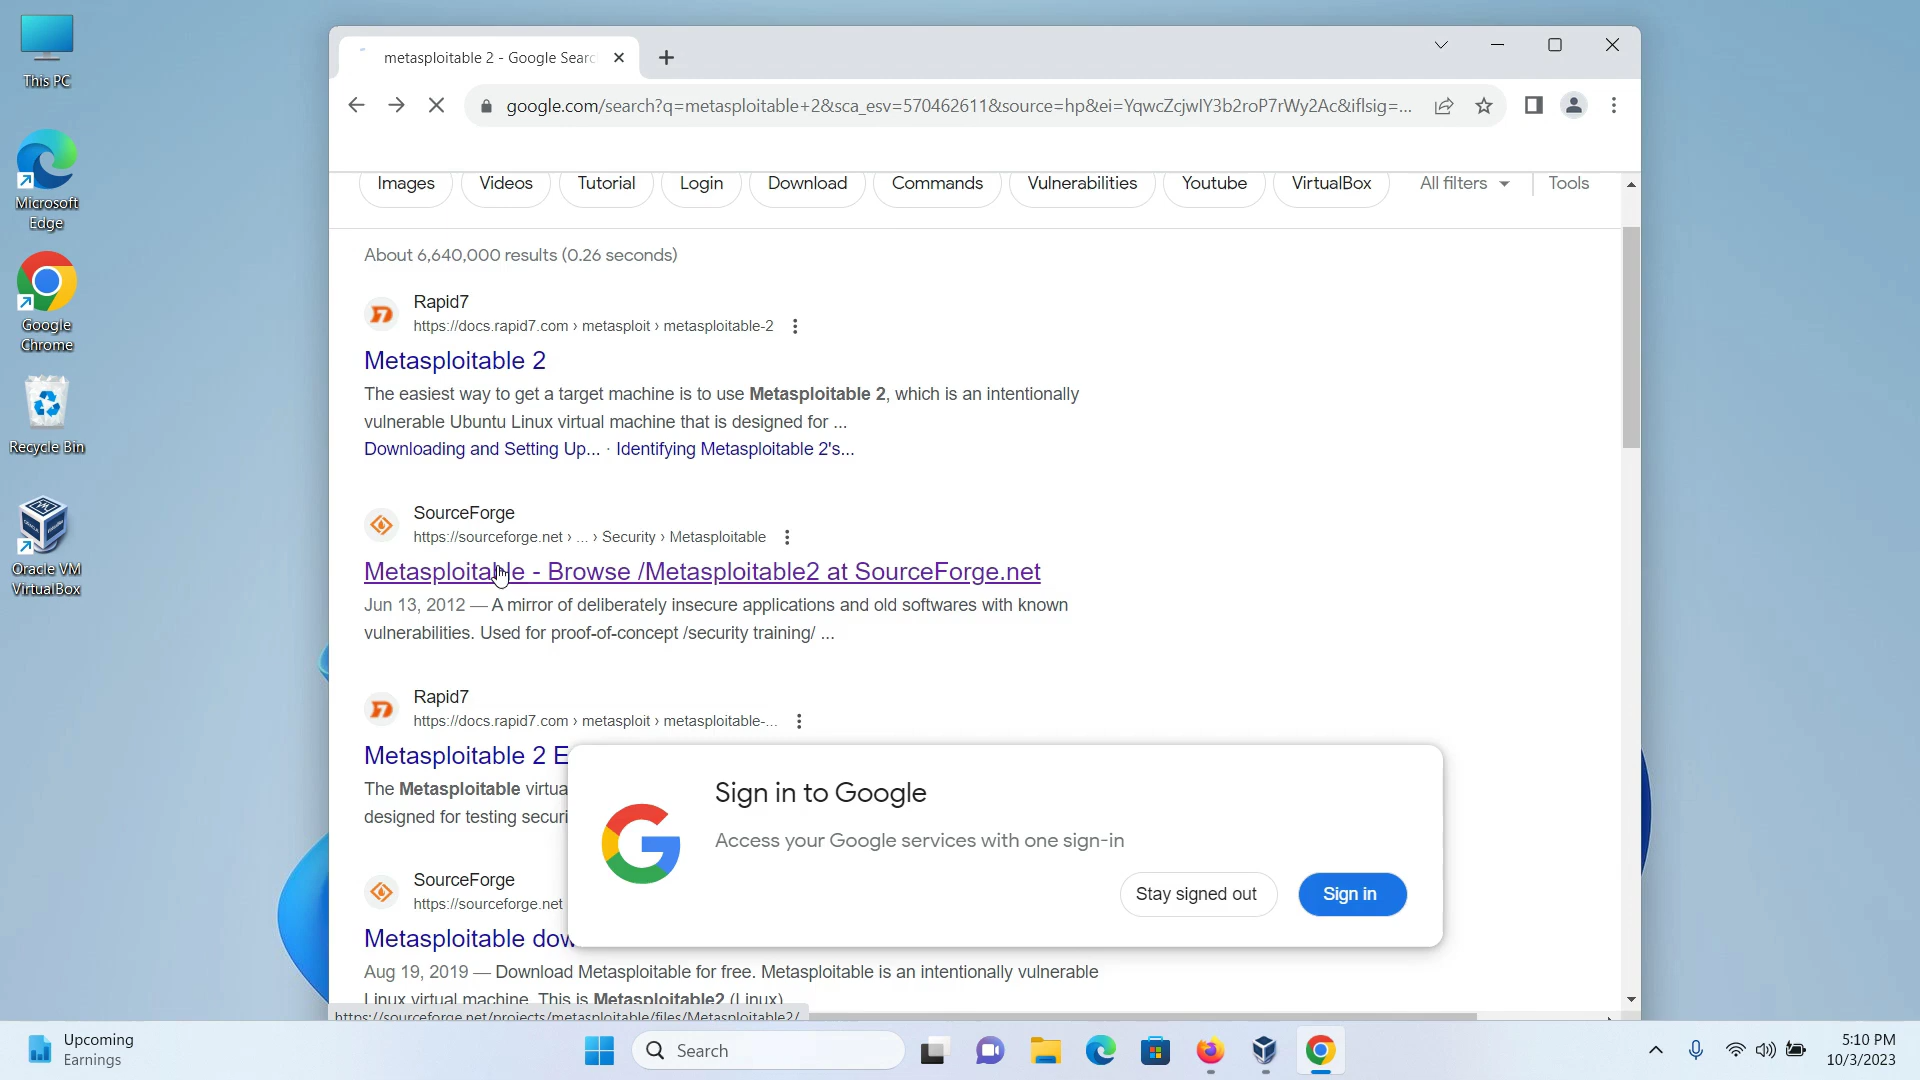 This PC
Microsoft
Edge
Google
Chrome
Recycle Bin
Oracle VM
VirtualBox
metasploitable 2 - Google Searc
google.com/search?q=metasploitable+2&sca_esv=570462611&source=hp&ei=YqwcZcjwIY3b2roP7rWy2Ac&iflsig=...
Images Videos Tutorial Login Download Commands Vulnerabilities Youtube VirtualBox All filters Tools
About 6,640,000 results (0.26 seconds)
Rapid7
https://docs.rapid7.com › metasploit › metasploitable-2
Metasploitable 2
The easiest way to get a target machine is to use Metasploitable 2, which is an intentionally
vulnerable Ubuntu Linux virtual machine that is designed for ...
Downloading and Setting Up... · Identifying Metasploitable 2's...
SourceForge
https://sourceforge.net › ... › Security › Metasploitable
Metasploitable - Browse /Metasploitable2 at SourceForge.net
Jun 13, 2012 — A mirror of deliberately insecure applications and old softwares with known
vulnerabilities. Used for proof-of-concept /security training/ ...
Rapid7
https://docs.rapid7.com › metasploit › metasploitable-...
Metasploitable 2 E
The Metasploitable virtua
designed for testing securi
Sign in to Google
Access your Google services with one sign-in
Stay signed out Sign in
SourceForge
https://sourceforge.net
Metasploitable dow
Aug 19, 2019 — Download Metasploitable for free. Metasploitable is an intentionally vulnerable
Linux virtual machine. This is Metasploitable2 (Linux)
https://sourceforge.net/projects/metasploitable/files/Metasploitable2/
Upcoming
Earnings
Search
5:10 PM
10/3/2023